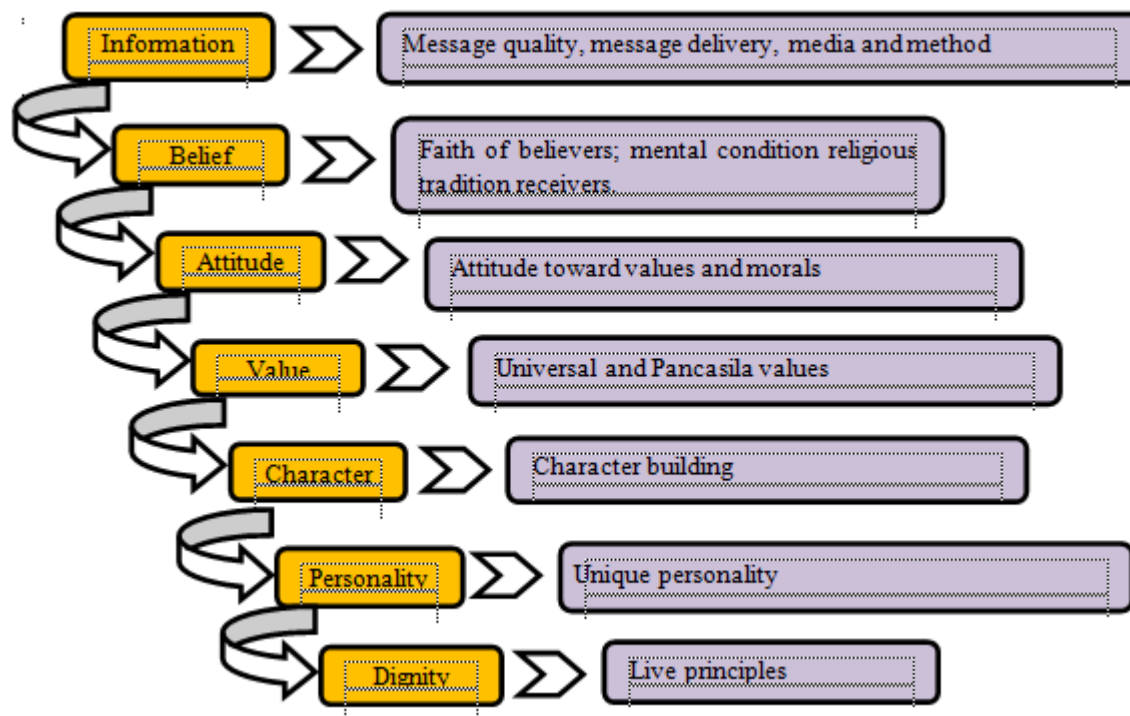 Information
Message quality, message delivery, media and method
Belief
Faith of believers; mental condition religious
tradition receivers.
Attitude
Attitude toward values and morals
Value
Universal and Pancasila values
Character
Character building
Personality
Unique personality
Dignity
Live principles